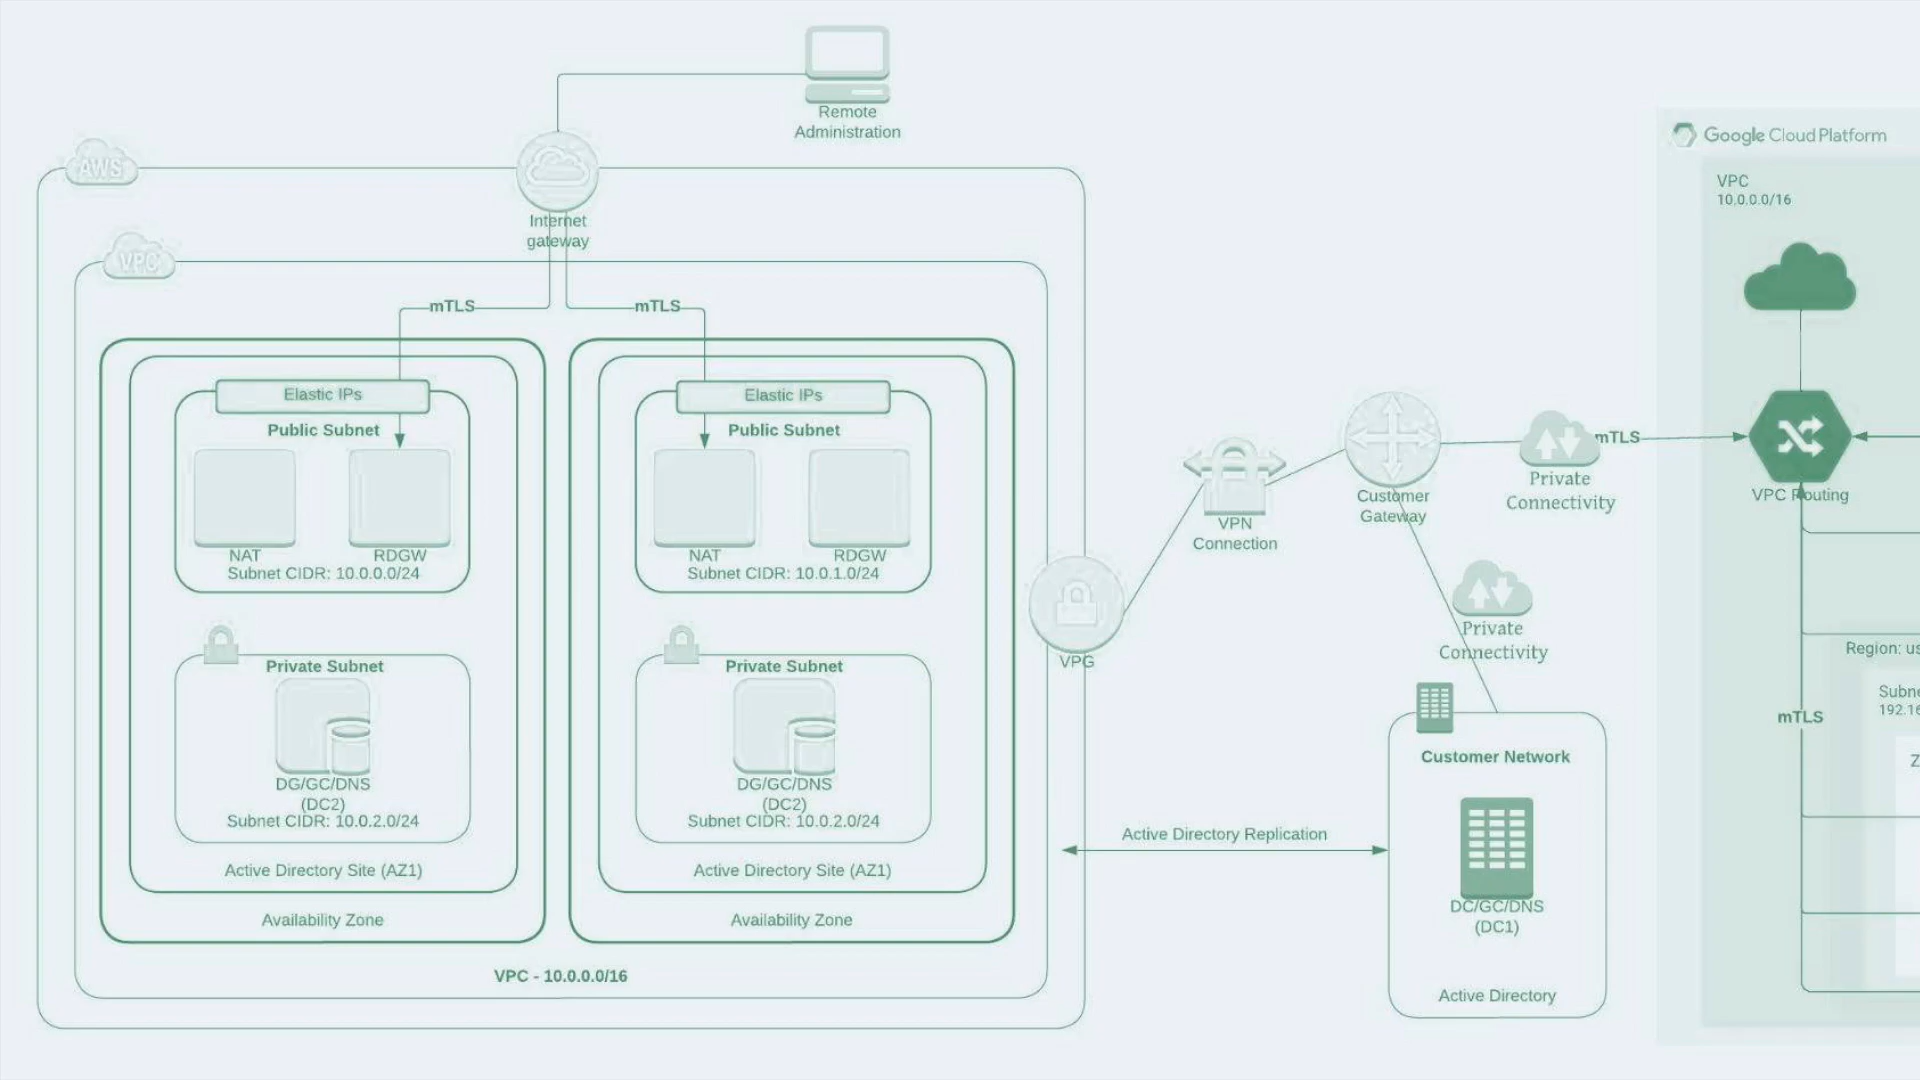 Remote
Administration
AWS
Internet
gateway
VPC
mTLS
mTLS
Elastic IPs
Public Subnet
NAT
RDGW
Subnet CIDR: 10.0.0.0/24
Elastic IPs
Public Subnet
NAT
RDGW
Subnet CIDR: 10.0.1.0/24
Private Subnet
DG/GC/DNS
(DC2)
Subnet CIDR: 10.0.2.0/24
Active Directory Site (AZ1)
Availability Zone
Private Subnet
DG/GC/DNS
(DC2)
Subnet CIDR: 10.0.2.0/24
Active Directory Site (AZ1)
Availability Zone
VPC - 10.0.0.0/16
VPG
VPN
Connection
Customer
Gateway
Private
Connectivity
mTLS
Private
Connectivity
Active Directory Replication
Customer Network
DC/GC/DNS
(DC1)
Active Directory
Google Cloud Platform
VPC
10.0.0.0/16
VPC Routing
mTLS
Region: us
Subne
192.16
Z